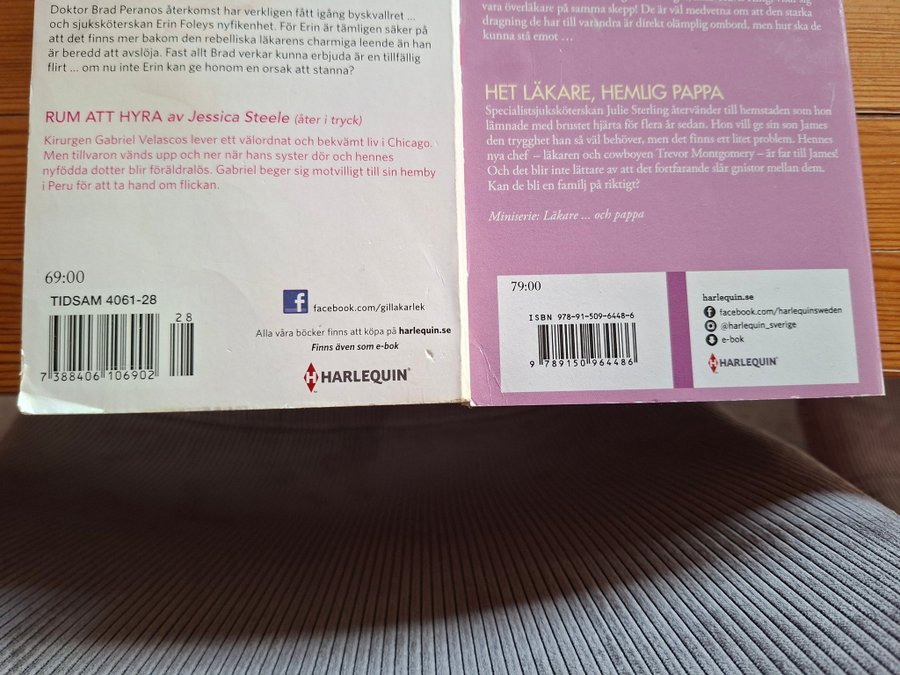 Doktor Brad Peranos återkomst har verkligen fått igång byskvallret ...
och sjuksköterskan Erin Foleys nyfikenhet. För Erin är tämligen säker på
att det finns mer bakom den rebelliska läkarens charmiga leende än han
är beredd att avslöja. Fast allt Brad verkar kunna erbjuda är en tillfällig
flirt ... om nu inte Erin kan ge honom en orsak att stanna?
RUM ATT HYRA av Jessica Steele (åter i tryck)
Kirurgen Gabriel Velascos lever ett välordnat och bekvämt liv i Chicago.
Men tillvaron vänds upp och ner när hans syster dör och hennes
nyfödda dotter blir föräldralös. Gabriel beger sig motvilligt till sin hemby
i Peru för att ta hand om flickan.
69:00
TIDSAM 4061-28
28
7 388406 106902
facebook.com/gillakarlek
Alla våra böcker finns att köpa på harlequin.se
Finns även som e-bok
HARLEQUIN
vara överläkare på samma skepp! De är väl medvetna om att den starka
dragning de har till varandra är direkt olämplig ombord, men hur ska de
kunna stå emot ...
HET LÄKARE, HEMLIG PAPPA
Specialistsjuksköterskan Julie Sterling återvänder till hemstaden som hon
lämnade med brustet hjärta för flera år sedan. Hon vill ge sin son James
den trygghet han så väl behöver, men det finns ett litet problem. Hennes
nya chef – läkaren och cowboyen Trevor Montgomery – är far till James!
Och det blir inte lättare av att det fortfarande slår gnistor mellan dem.
Kan de bli en familj på riktigt?
Miniserie: Läkare ... och pappa
79:00
ISBN 978-91-509-6448-6
9 789150 964486
harlequin.se
facebook.com/harlequinsweden
@harlequin_sverige
e-bok
HARLEQUIN